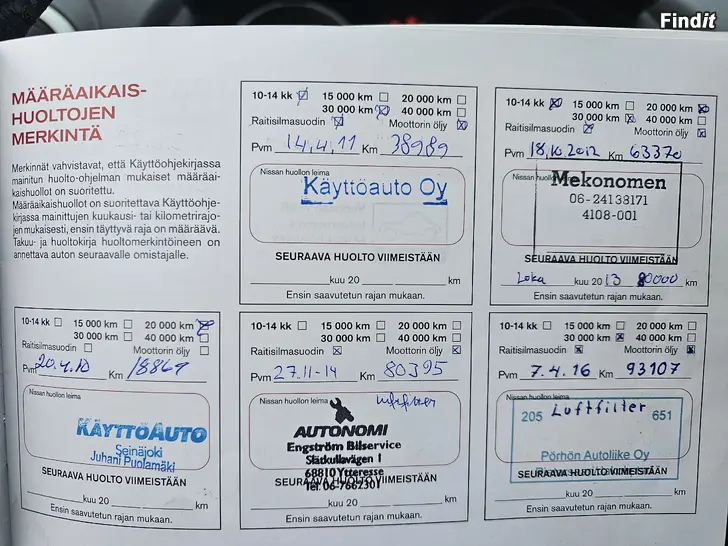 Findit
MÄÄRÄAIKAIS-
HUOLTOJEN
MERKINTÄ
Merkinnät vahvistavat, että Käyttöohjekirjassa
mainitun huolto-ohjelman mukaiset määräai-
kaishuollot on suoritettu.
Määräaikaishuollot on suoritettava Käyttöohje-
kirjassa mainittujen kuukausi- tai kilometrirajo-
jen mukaisesti, ensin täyttyvä raja on määräävä.
Takuu- ja huoltokirja huoltomerkintöineen on
annettava auton seuraavalle omistajalle.
10-14 kk 15 000 km 20 000 km
30 000 km 40 000 km
Raitisilmasuodin Moottorin öljy
Pvm 14.4.11 Km 38989
Nissan huollon leima
Käyttöauto Oy
SEURAAVA HUOLTO VIIMEISTÄÄN
kuu 20 km
Ensin saavutetun rajan mukaan.
10-14 kk 15 000 km 20 000 km
30 000 km 40 000 km
Raitisilmasuodin Moottorin öljy
Pvm 18.10.2012 Km 63370
Nissan huollon leima
Mekonomen
06-24138171
4108-001
SEURAAVA HUOLTO VIIMEISTÄÄN
Loka kuu 20 13 80000 km
Ensin saavutetun rajan mukaan.
10-14 kk 15 000 km 20 000 km
30 000 km 40 000 km
Raitisilmasuodin Moottorin öljy
Pvm 20.4.10 Km 18861
Nissan huollon leima
KÄYTTÖAUTO
Seinäjoki
Juhani Puolamäki
SEURAAVA HUOLTO VIIMEISTÄÄN
kuu 20 km
Ensin saavutetun rajan mukaan.
10-14 kk 15 000 km 20 000 km
30 000 km 40 000 km
Raitisilmasuodin Moottorin öljy
Pvm 27.11-14 Km 80395
Nissan huollon leima
AUTONOMI
Engström Bilservice
Slätkullavägen 1
68810 Ytteresse
Tel. 06-7662301
SEURAAVA HUOLTO VIIMEISTÄÄN
kuu 20 km
Ensin saavutetun rajan mukaan.
10-14 kk 15 000 km 20 000 km
30 000 km 40 000 km
Raitisilmasuodin Moottorin öljy
Pvm 7.4.16 Km 93107
Nissan huollon leima
205 Luftfilter 651
Pörhön Autoliike Oy
SEURAAVA HUOLTO VIIMEISTÄÄN
kuu 20 km
Ensin saavutetun rajan mukaan.